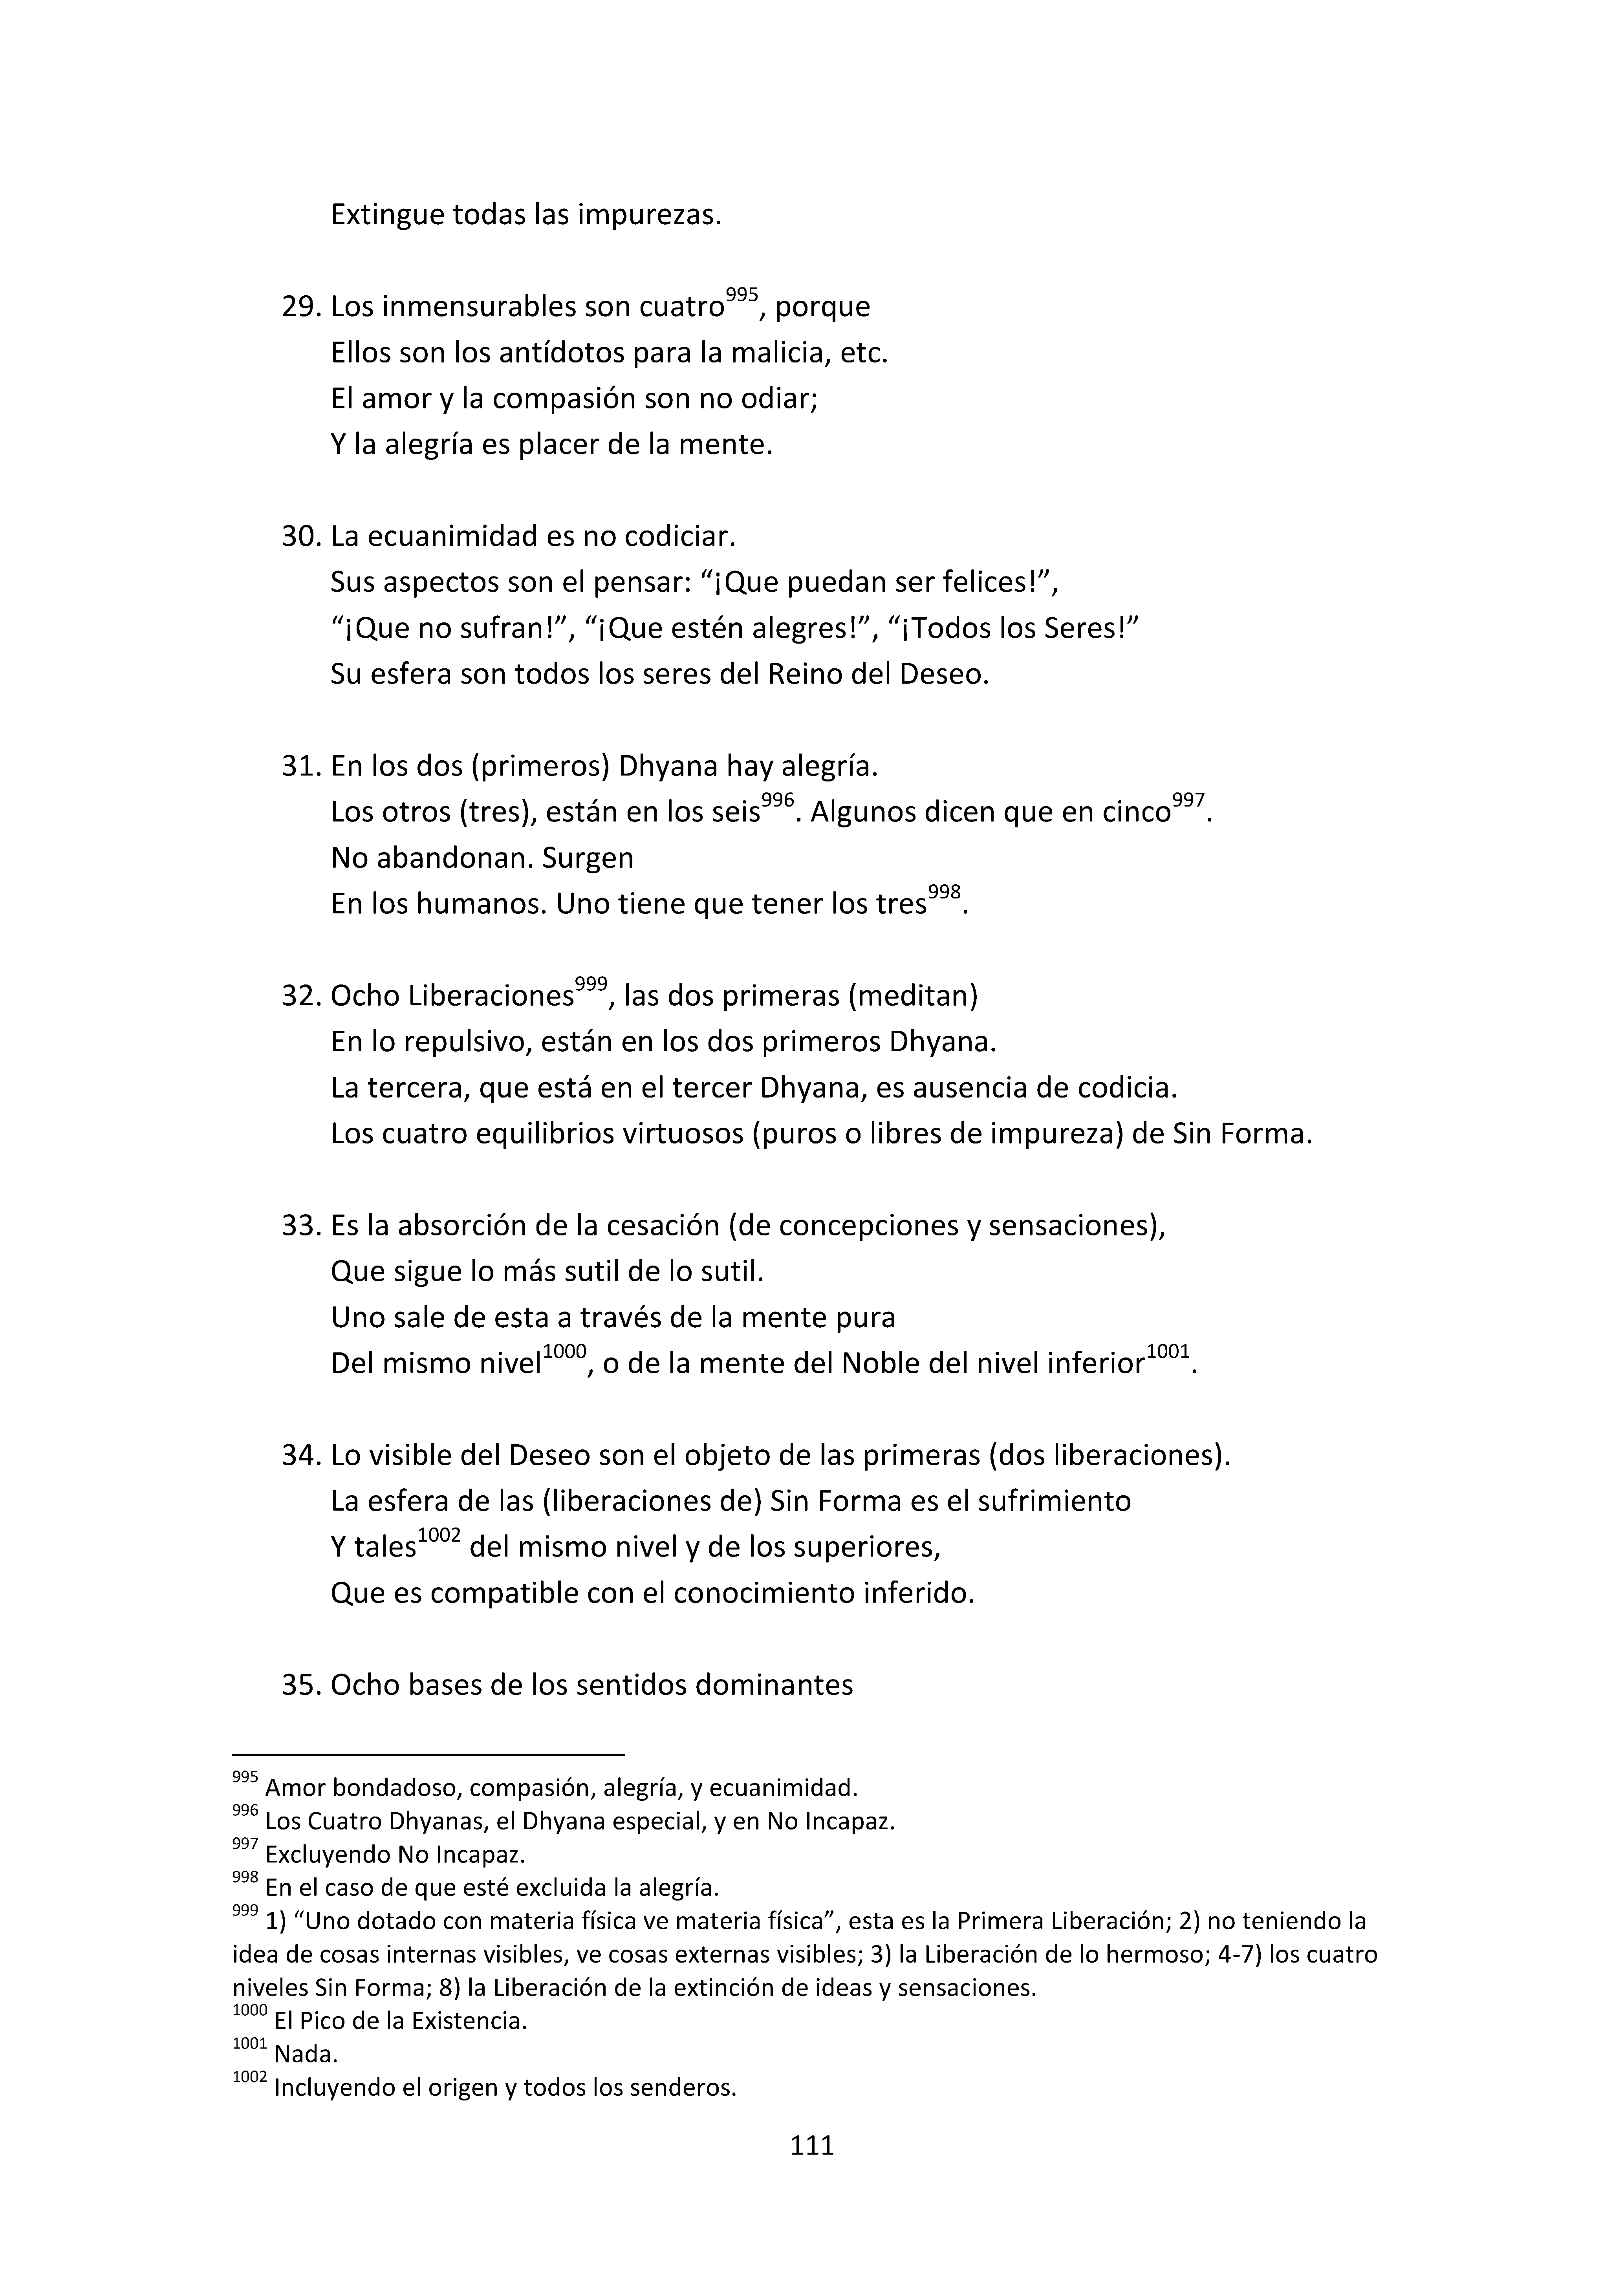 Extingue todas las impurezas.
29. Los inmensurables son cuatro995, porque
Ellos son los antídotos para la malicia, etc.
El amor y la compasión son no odiar;
Y la alegría es placer de la mente.
30. La ecuanimidad es no codiciar.
Sus aspectos son el pensar: “¡Que puedan ser felices!”,
“¡Que no sufran!”, “¡Que estén alegres!”, “¡Todos los Seres!”
Su esfera son todos los seres del Reino del Deseo.
31. En los dos (primeros) Dhyana hay alegría.
Los otros (tres), están en los seis996. Algunos dicen que en cinco997.
No abandonan. Surgen
En los humanos. Uno tiene que tener los tres998.
32. Ocho Liberaciones999, las dos primeras (meditan)
En lo repulsivo, están en los dos primeros Dhyana.
La tercera, que está en el tercer Dhyana, es ausencia de codicia.
Los cuatro equilibrios virtuosos (puros o libres de impureza) de Sin Forma.
33. Es la absorción de la cesación (de concepciones y sensaciones),
Que sigue lo más sutil de lo sutil.
Uno sale de esta a través de la mente pura
Del mismo nivel1000, o de la mente del Noble del nivel inferior1001.
34. Lo visible del Deseo son el objeto de las primeras (dos liberaciones).
La esfera de las (liberaciones de) Sin Forma es el sufrimiento
Y tales1002 del mismo nivel y de los superiores,
Que es compatible con el conocimiento inferido.
35. Ocho bases de los sentidos dominantes
995 Amor bondadoso, compasión, alegría, y ecuanimidad.
996 Los Cuatro Dhyanas, el Dhyana especial, y en No Incapaz.
997 Excluyendo No Incapaz.
998 En el caso de que esté excluida la alegría.
999 1) “Uno dotado con materia física ve materia física”, esta es la Primera Liberación; 2) no teniendo la
idea de cosas internas visibles, ve cosas externas visibles; 3) la Liberación de lo hermoso; 4-7) los cuatro
niveles Sin Forma; 8) la Liberación de la extinción de ideas y sensaciones.
1000 El Pico de la Existencia.
1001 Nada.
1002 Incluyendo el origen y todos los senderos.
111